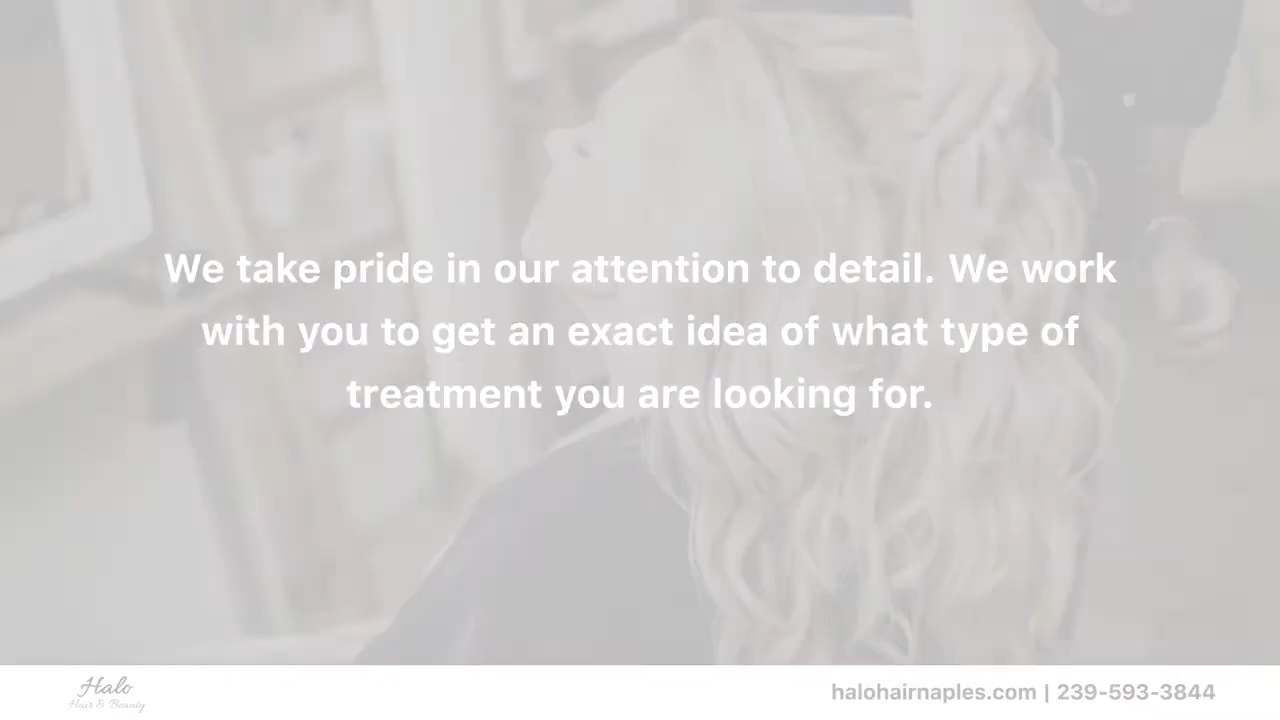 We take pride in our attention to detail. We work
with you to get an exact idea of what type of
treatment you are looking for.
Halo
Hair & Beauty
halohairnaples.com | 239-593-3844